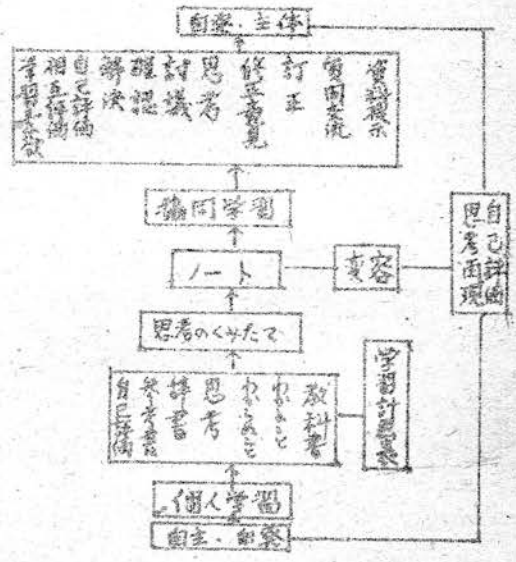 自発・主体
資料提示
質問交流
訂正
修正意見
思考
討議
確認
解決
自己評価
相互評価
学習意欲
協同学習
ノート
変容
自己評価
思考面現
思考のくみたて
教科書
わかること
わからぬこと
思考
辞書
参考書
自己評価
学習計画表
個人学習
自主・自発